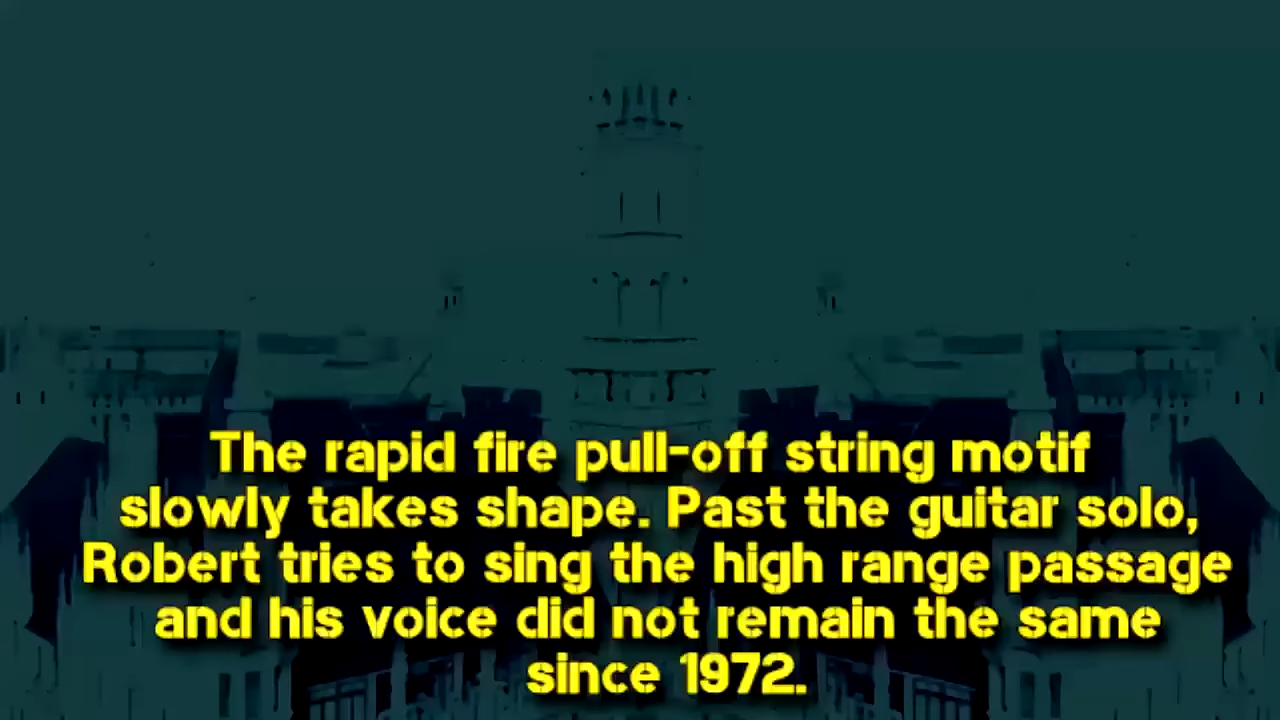 The rapid fire pull-off string motif
slowly takes shape. Past the guitar solo,
Robert tries to sing the high range passage
and his voice did not remain the same
since 1972.